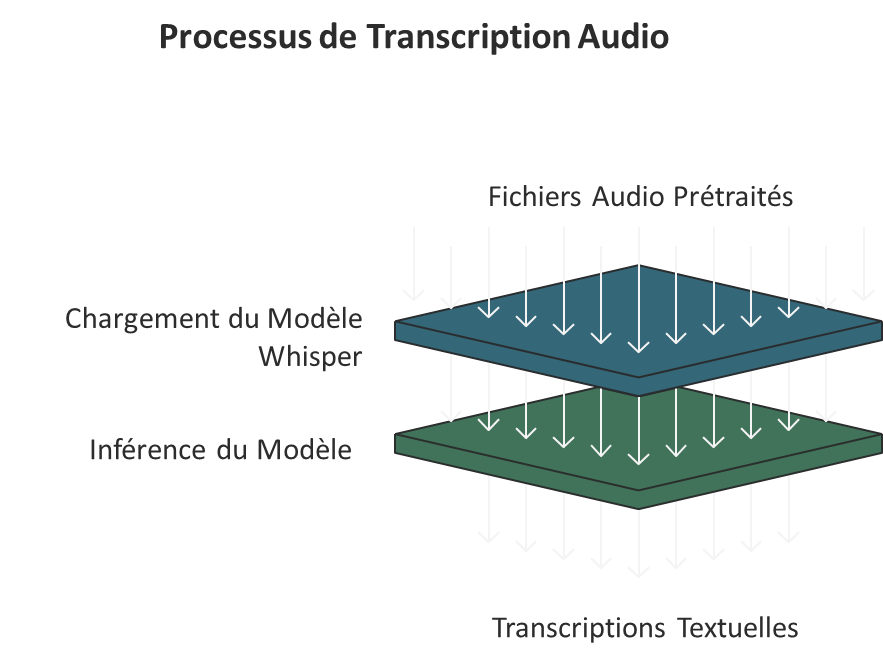 Processus de Transcription Audio
Fichiers Audio Prétraités
Chargement du Modèle
Whisper
Inférence du Modèle
Transcriptions Textuelles